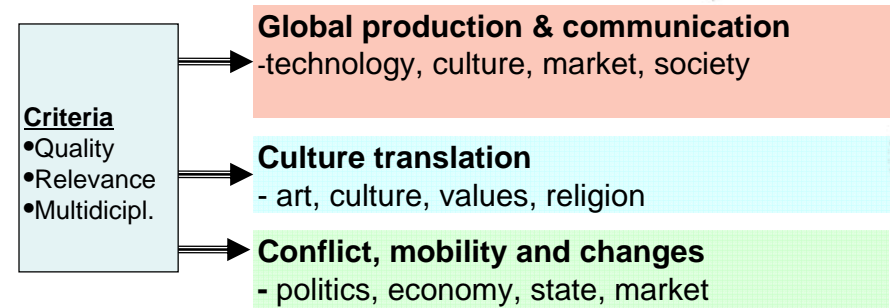 Criteria
•Quality
•Relevance
•Multidicipl.
Global production & communication
-technology, culture, market, society
Culture translation
- art, culture, values, religion
Conflict, mobility and changes
- politics, economy, state, market